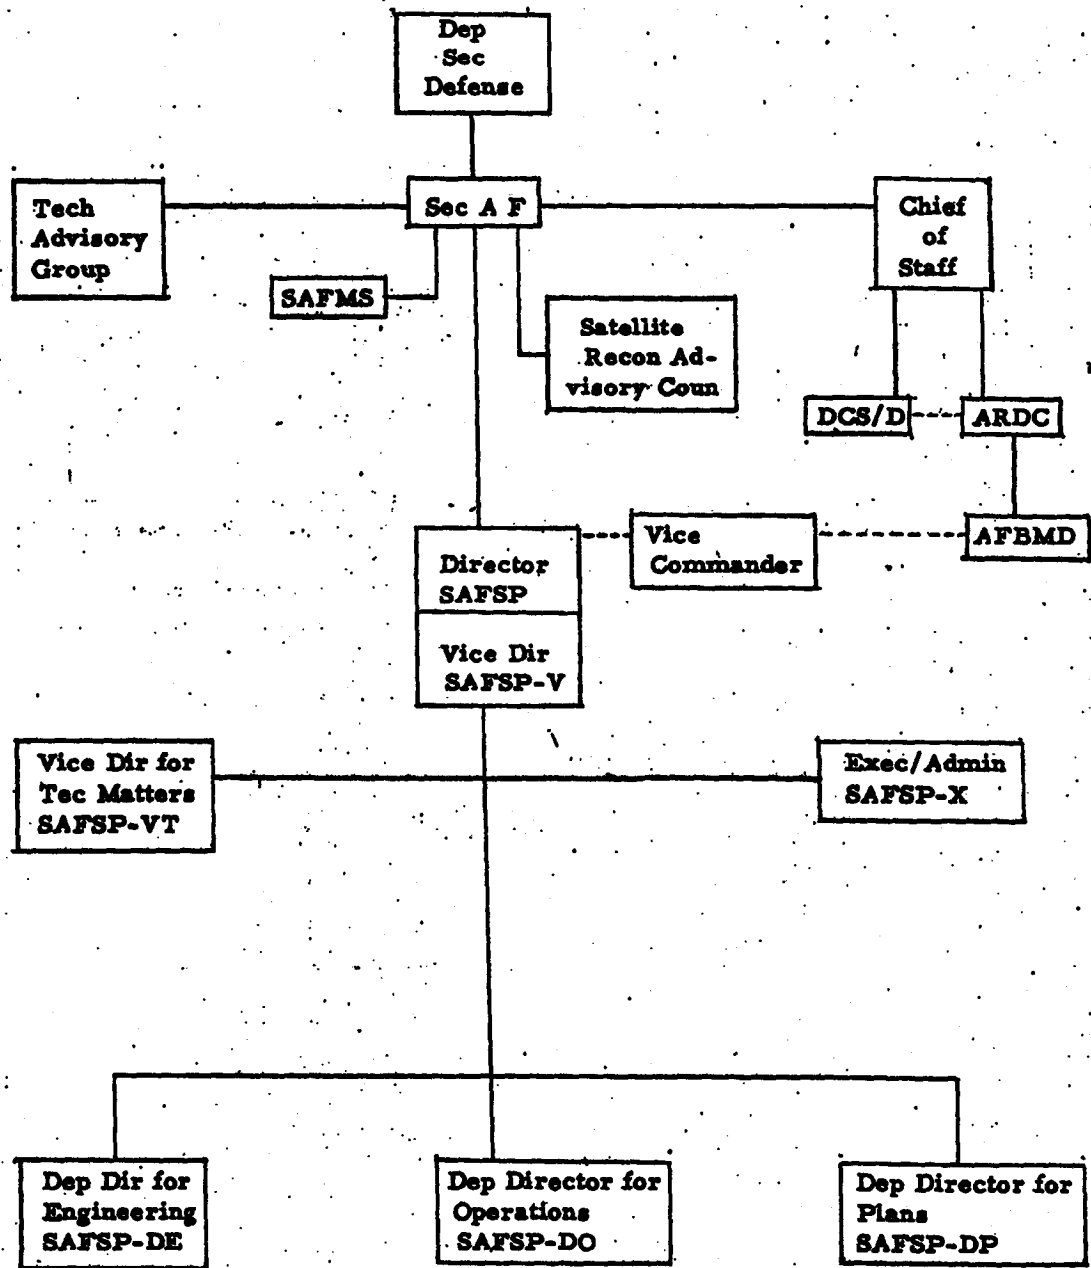 Dep
Sec
Defense
Tech
Advisory
Group
Sec A F
Chief
of
Staff
SAFMS
Satellite
Recon Ad-
visory Coun
DCS/D
ARDC
Director
SAFSP
Vice
Commander
AFBMD
Vice Dir
SAFSP-V
Vice Dir for
Tec Matters
SAFSP-VT
Exec/Admin
SAFSP-X
Dep Dir for
Engineering
SAFSP-DE
Dep Director for
Operations
SAFSP-DO
Dep Director for
Plans
SAFSP-DP